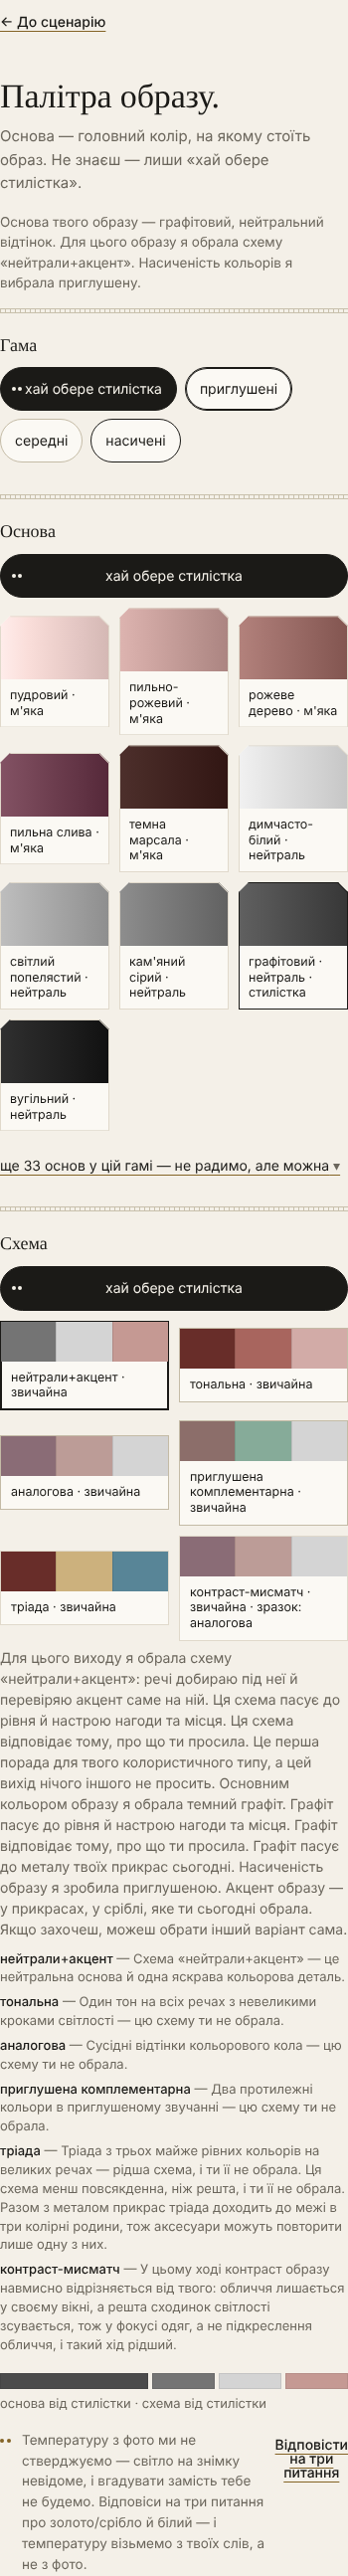 ← До сценарію
Палітра образу.
Основа — головний колір, на якому стоїть
образ. Не знаєш — лиши «хай обере
стилістка».
Основа твого образу — графітовий, нейтральний
відтінок. Для цього образу я обрала схему
«нейтрали+акцент». Насиченість кольорів я
вибрала приглушену.
Гама
хай обере стилістка
приглушені
середні
насичені
Основа
хай обере стилістка
пудровий ·
м'яка
пильно-
рожевий ·
м'яка
рожеве
дерево · м'яка
пильна слива ·
м'яка
темна
марсала ·
м'яка
димчасто-
білий ·
нейтраль
світлий
попелястий ·
нейтраль
кам'яний
сірий ·
нейтраль
графітовий ·
нейтраль ·
стилістка
вугільний ·
нейтраль
ще 33 основ у цій гамі — не радимо, але можна ▾
Схема
хай обере стилістка
нейтрали+акцент ·
звичайна
тональна · звичайна
аналогова · звичайна
приглушена
комплементарна ·
звичайна
тріада · звичайна
контраст-мисматч ·
звичайна · зразок:
аналогова
Для цього виходу я обрала схему
«нейтрали+акцент»: речі добираю під неї й
перевіряю акцент саме на ній. Ця схема пасує до
рівня й настрою нагоди та місця. Ця схема
відповідає тому, про що ти просила. Це перша
порада для твого колористичного типу, а цей
вихід нічого іншого не просить. Основним
кольором образу я обрала темний графіт. Графіт
пасує до рівня й настрою нагоди та місця. Графіт
відповідає тому, про що ти просила. Графіт пасує
до металу твоїх прикрас сьогодні. Насиченість
образу я зробила приглушеною. Акцент образу —
у прикрасах, у сріблі, яке ти сьогодні обрала.
Якщо захочеш, можеш обрати інший варіант сама.
нейтрали+акцент — Схема «нейтрали+акцент» — це
нейтральна основа й одна яскрава кольорова деталь.
тональна — Один тон на всіх речах з невеликими
кроками світлості — цю схему ти не обрала.
аналогова — Сусідні відтінки кольорового кола — цю
схему ти не обрала.
приглушена комплементарна — Два протилежні
кольори в приглушеному звучанні — цю схему ти не
обрала.
тріада — Тріада з трьох майже рівних кольорів на
великих речах — рідша схема, і ти її не обрала. Ця
схема менш повсякденна, ніж решта, і ти її не обрала.
Разом з металом прикрас тріада доходить до межі в
три колірні родини, тож аксесуари можуть повторити
лише одну з них.
контраст-мисматч — У цьому ході контраст образу
навмисно відрізняється від твого: обличчя лишається
у своєму вікні, а решта сходинок світлості
зсувається, тож у фокусі одяг, а не підкреслення
обличчя, і такий хід рідший.
основа від стилістки · схема від стилістки
Температуру з фото ми не
стверджуємо — світло на знімку
невідоме, і вгадувати замість тебе
не будемо. Відповіси на три питання
про золото/срібло й білий — і
температуру візьмемо з твоїх слів, а
не з фото.
Відповісти
на три
питання